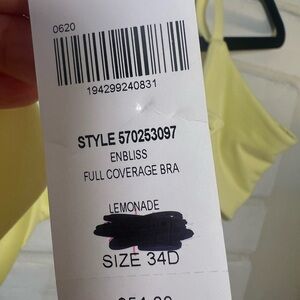 0620
194299240831
STYLE 570253097
ENBLISS
FULL COVERAGE BRA
LEMONADE
SIZE 34D